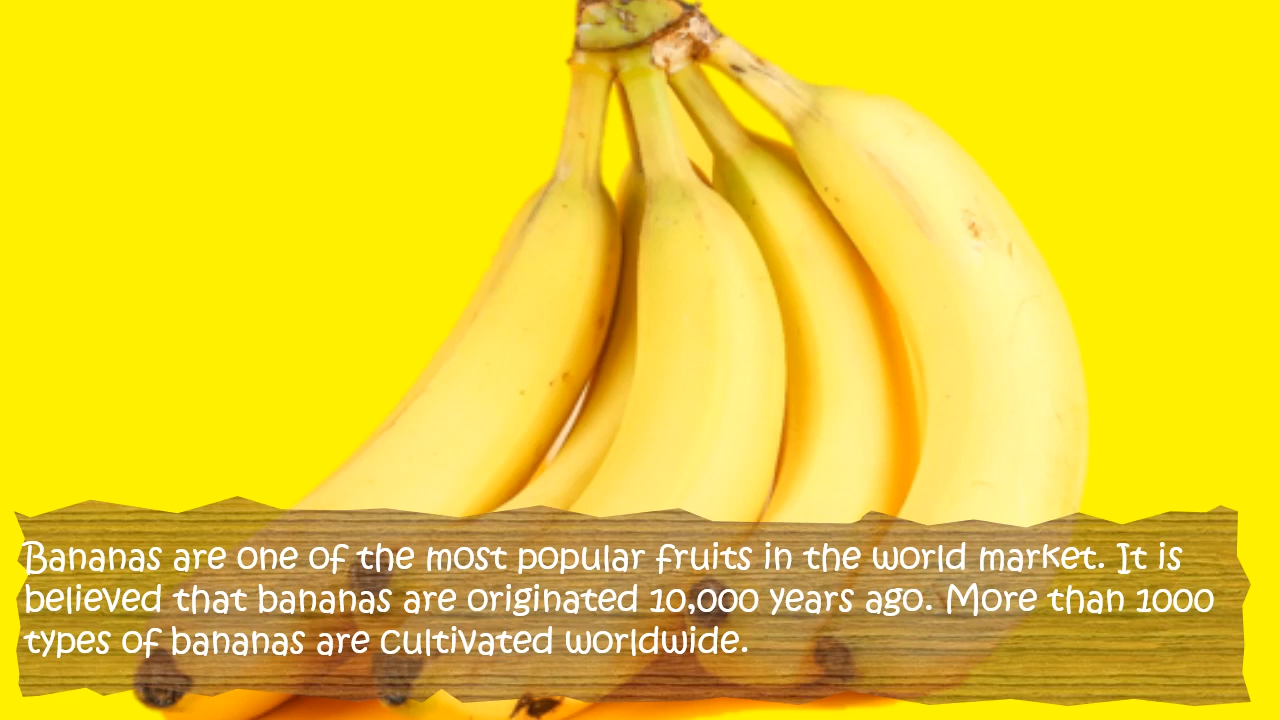 Bananas are one of the most popular fruits in the world market. It is
believed that bananas are originated 10,000 years ago. More than 1000
types of bananas are cultivated worldwide.